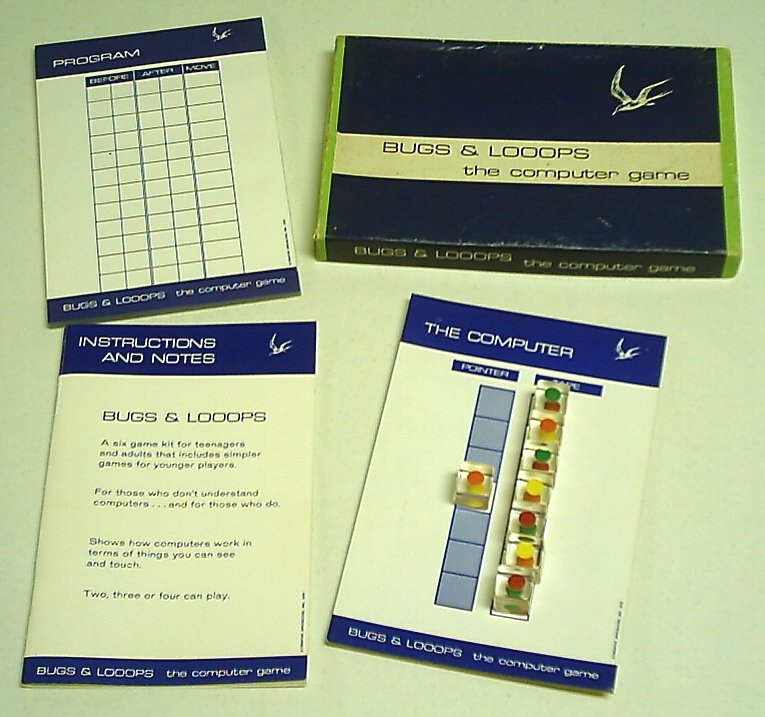 PROGRAM
BEFORE AFTER MOVE
BUGS & LOOOPS the computer game
BUGS & LOOOPS
the computer game
BUGS & LOOOPS the computer game
INSTRUCTIONS
AND NOTES
BUGS & LOOOPS
A six game kit for teenagers
and adults that includes simpler
games for younger players.
For those who don't understand
computers . . . and for those who do.
Shows how computers work in
terms of things you can see
and touch.
Two, three or four can play.
BUGS & LOOOPS the computer game
THE COMPUTER
POINTER
BUGS & LOOOPS the computer game